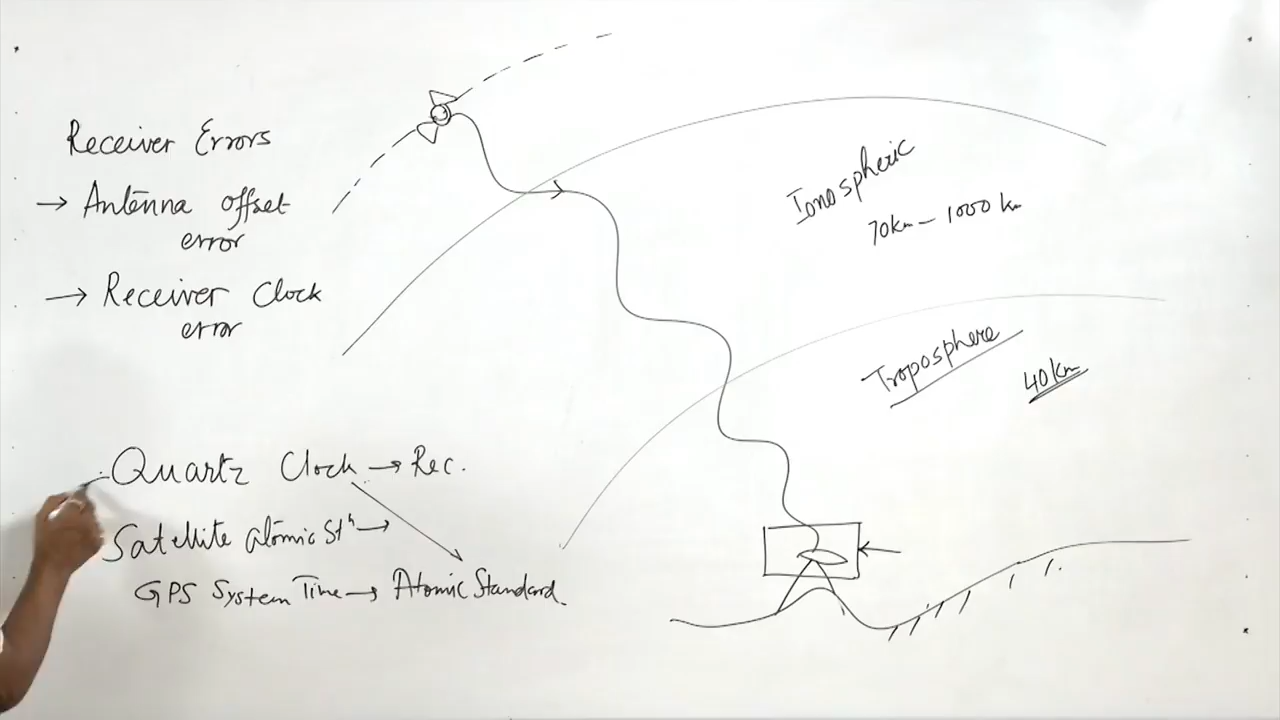 Receiver Errors
→ Antenna offset
error
→ Receiver Clock
error
Quartz Clock → Rec.
Satellite atomic Stʰ →
GPS System Time → Atomic Standard.
Ionospheric
70km – 1000 km
Troposphere
40km